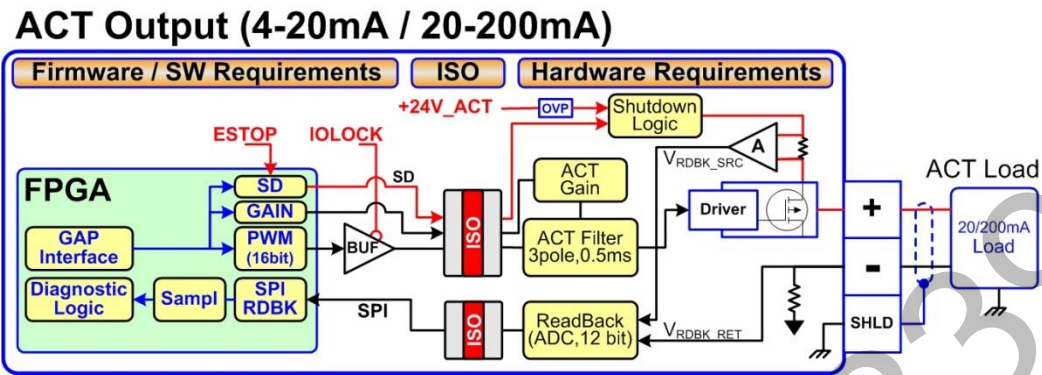 ACT Output (4-20mA / 20-200mA)
Firmware / SW Requirements
ISO
Hardware Requirements
+24V_ACT
OVP
Shutdown
Logic
ESTOP
IOLOCK
VRDBK_SRC
A
ACT Load
FPGA
SD
SD
ACT
Gain
GAIN
Driver
+
GAP
Interface
PWM
(16bit)
BUF
ISO
ACT Filter
3pole,0.5ms
20/200mA
Load
-
Diagnostic
Logic
Sampl
SPI
RDBK
SPI
ISO
ReadBack
(ADC,12 bit)
VRDBK_RET
SHLD